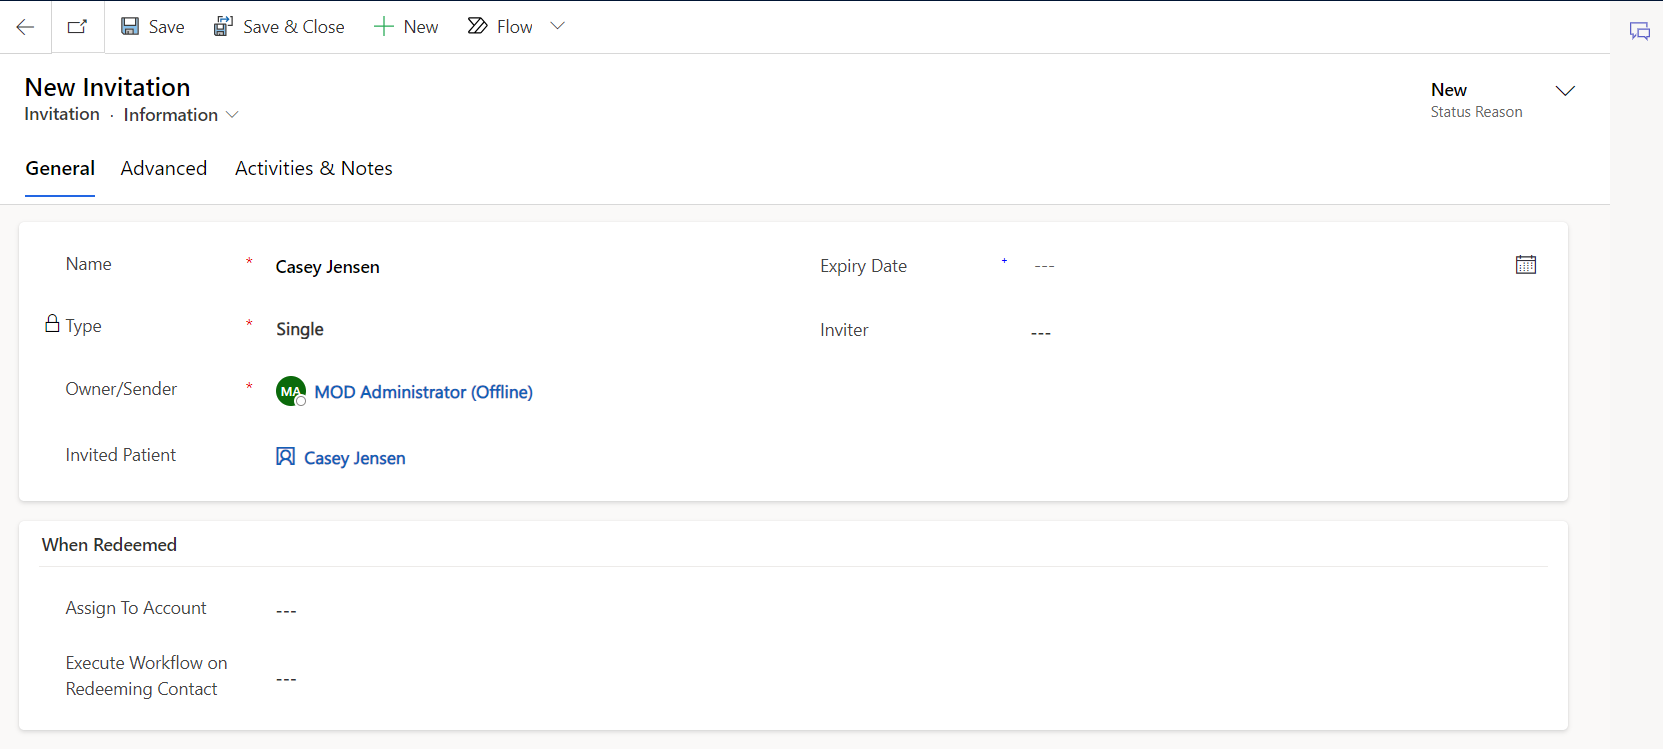 Save
Save & Close
New
Flow
New Invitation
Invitation · Information
New
Status Reason
General
Advanced
Activities & Notes
Name * Casey Jensen
Expiry Date + ---
Type * Single
Inviter ---
Owner/Sender * MA MOD Administrator (Offline)
Invited Patient Casey Jensen
When Redeemed
Assign To Account ---
Execute Workflow on
Redeeming Contact ---